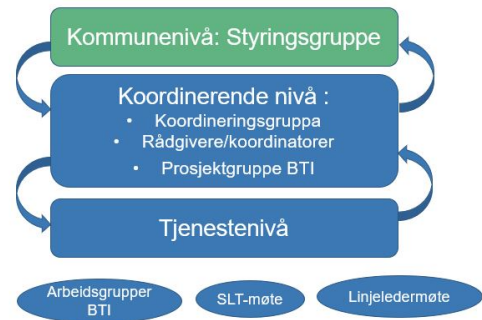 Kommunenivå: Styringsgruppe
Koordinerende nivå :
• Koordineringsgruppa
• Rådgivere/koordinatorer
• Prosjektgruppe BTI
Tjenestenivå
Arbeidsgrupper
BTI
SLT-møte
Linjeledermøte